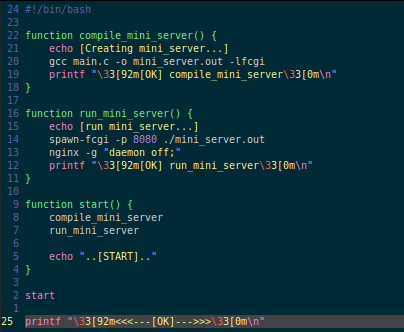 24 #!/bin/bash
23
22 function compile_mini_server() {
21     echo [Creating mini_server...]
20     gcc main.c -o mini_server.out -lfcgi
19     printf "\33[92m[OK] compile_mini_server\33[0m\n"
18 }
17
16 function run_mini_server() {
15     echo [run mini_server...]
14     spawn-fcgi -p 8080 ./mini_server.out
13     nginx -g "daemon off;"
12     printf "\33[92m[OK] run_mini_server\33[0m\n"
11 }
10
9 function start() {
8     compile_mini_server
7     run_mini_server
6
5     echo "..[START].."
4 }
3
2 start
1
25 printf "\33[92m<<<---[OK]--->>>\33[0m\n"